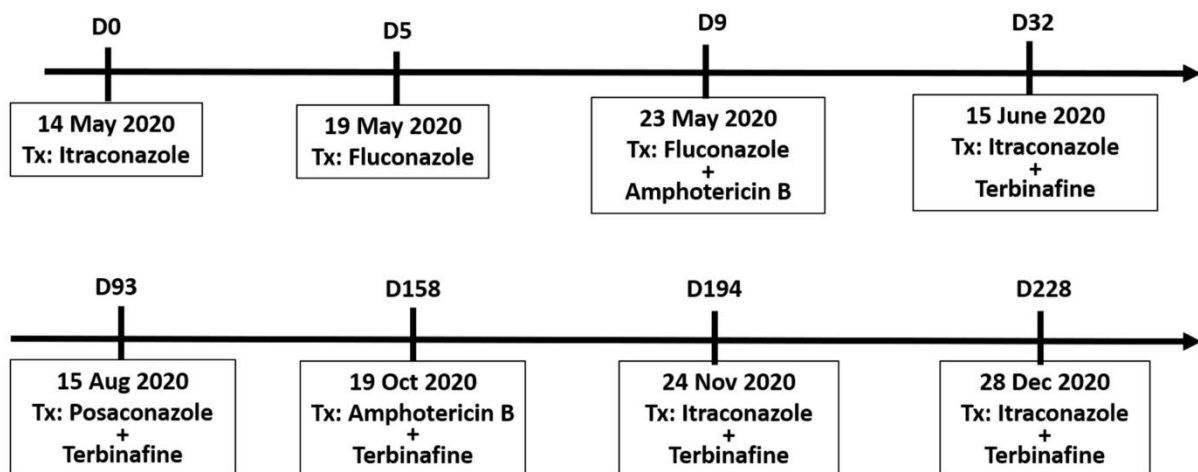 D0
D5
D9
D32
14 May 2020
Tx: Itraconazole
19 May 2020
Tx: Fluconazole
23 May 2020
Tx: Fluconazole
+
Amphotericin B
15 June 2020
Tx: Itraconazole
+
Terbinafine
D93
D158
D194
D228
15 Aug 2020
Tx: Posaconazole
+
Terbinafine
19 Oct 2020
Tx: Amphotericin B
+
Terbinafine
24 Nov 2020
Tx: Itraconazole
+
Terbinafine
28 Dec 2020
Tx: Itraconazole
+
Terbinafine